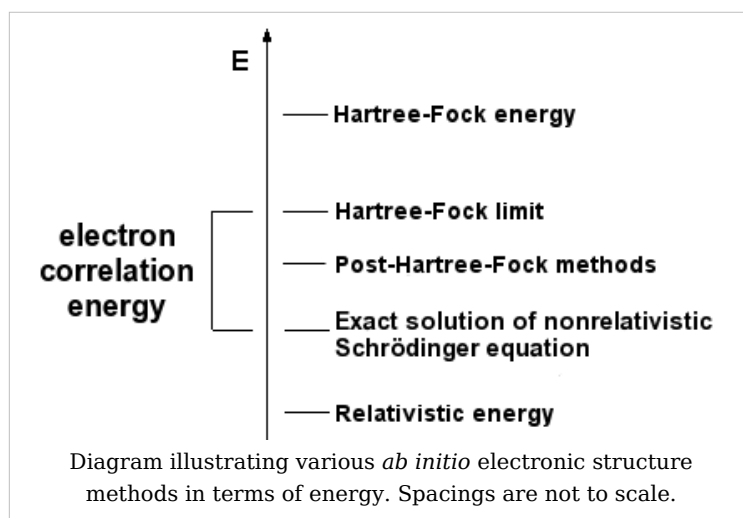 E
Hartree-Fock energy
Hartree-Fock limit
electron
correlation
energy
Post-Hartree-Fock methods
Exact solution of nonrelativistic
Schrödinger equation
Relativistic energy
Diagram illustrating various ab initio electronic structure
methods in terms of energy. Spacings are not to scale.